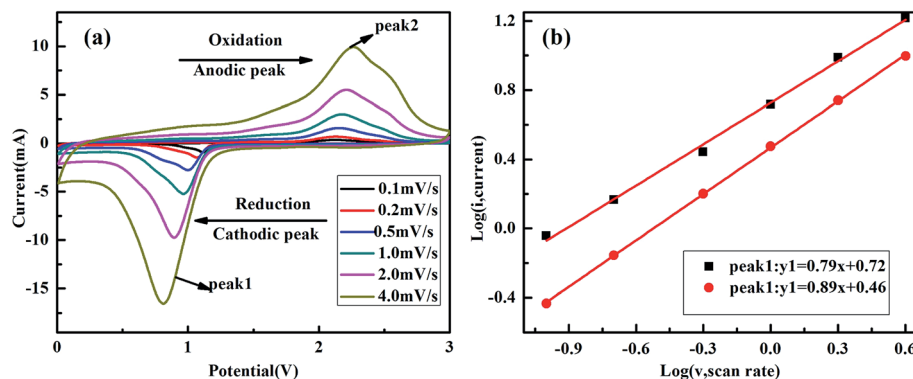 (a)
Oxidation
Anodic peak
peak2
Reduction
Cathodic peak
peak1
0.1mV/s
0.2mV/s
0.5mV/s
1.0mV/s
2.0mV/s
4.0mV/s
Current(mA)
10
5
0
-5
-10
-15
0 1 2 3
Potential(V)
(b)
Log(i,current)
1.2
0.8
0.4
0.0
-0.4
peak1:y1=0.79x+0.72
peak1:y1=0.89x+0.46
-0.9 -0.6 -0.3 0.0 0.3 0.6
Log(v,scan rate)